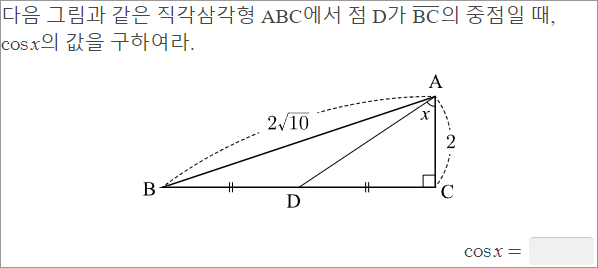 다음 그림과 같은 직각삼각형 ABC에서 점 D가 $\overline{BC}$의 중점일 때,
cos x의 값을 구하여라.
A
2√10
x
2
B
D
C
cos x =